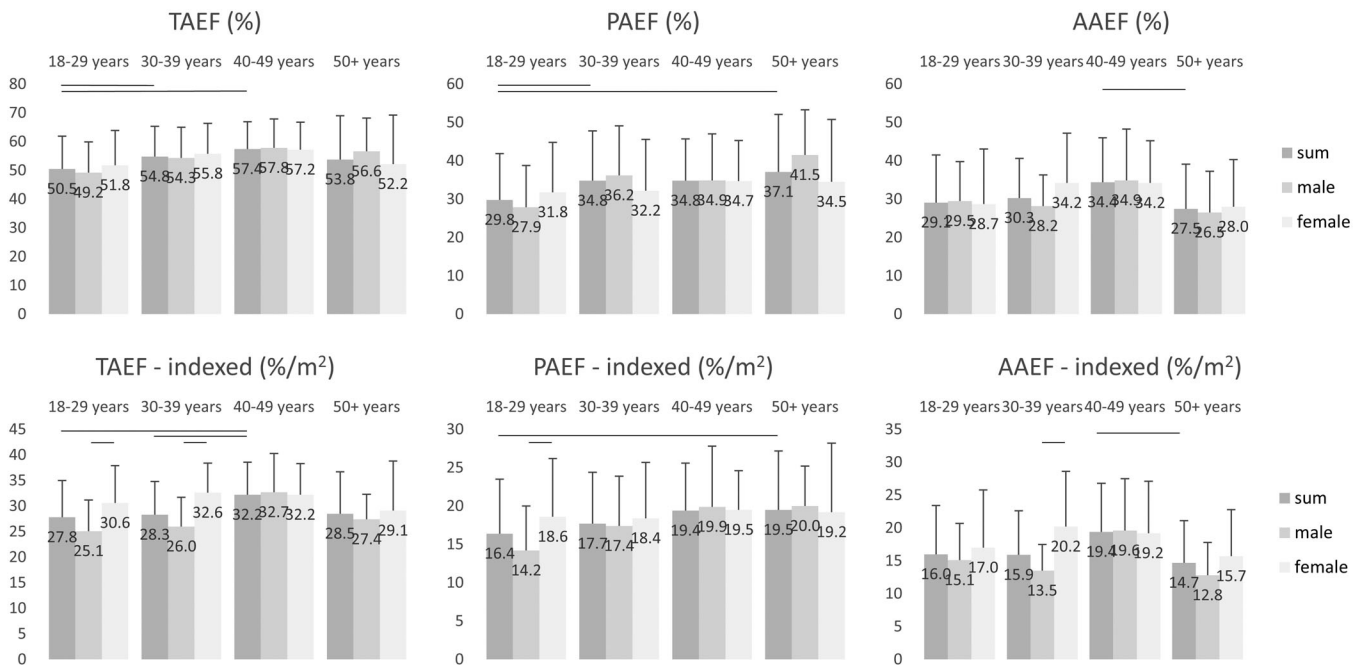 TAEF (%)
18-29 years 30-39 years 40-49 years 50+ years
80
70
60
50
40
30
20
10
0
50.5 49.2 51.8 54.8 54.3 55.8 57.4 57.8 57.2 53.8 56.6 52.2
PAEF (%)
18-29 years 30-39 years 40-49 years 50+ years
60
50
40
30
20
10
0
29.8 27.9 31.8 34.8 36.2 32.2 34.8 34.9 34.7 37.1 41.5 34.5
AAEF (%)
18-29 years 30-39 years 40-49 years 50+ years
60
50
40
30
20
10
0
29.1 29.5 28.7 30.3 28.2 34.2 34.4 34.9 34.2 27.5 26.5 28.0
sum
male
female
TAEF - indexed (%/m²)
18-29 years 30-39 years 40-49 years 50+ years
45
40
35
30
25
20
15
10
5
0
27.8 25.1 30.6 28.3 26.0 32.6 32.2 32.7 32.2 28.5 27.4 29.1
PAEF - indexed (%/m²)
18-29 years 30-39 years 40-49 years 50+ years
30
25
20
15
10
5
0
16.4 14.2 18.6 17.7 17.4 18.4 19.4 19.9 19.5 19.5 20.0 19.2
AAEF - indexed (%/m²)
18-29 years 30-39 years 40-49 years 50+ years
35
30
25
20
15
10
5
0
16.0 15.1 17.0 15.9 13.5 20.2 19.4 19.6 19.2 14.7 12.8 15.7
sum
male
female